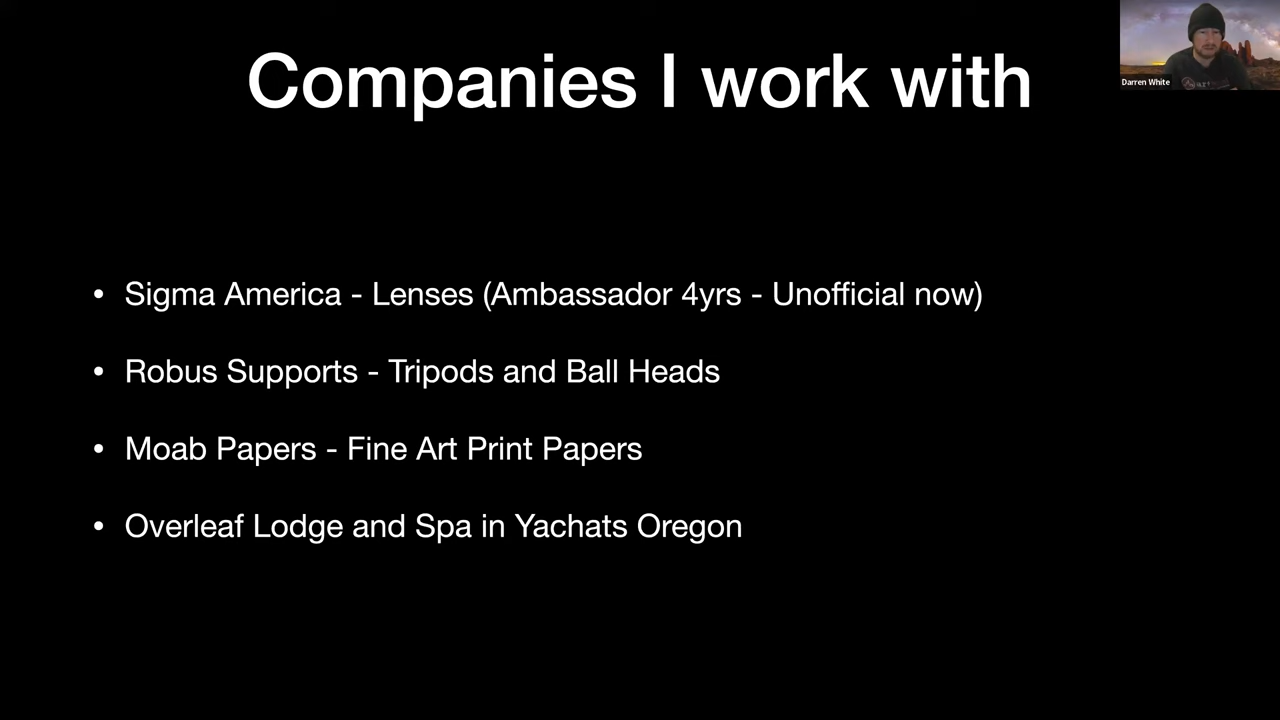 Companies I work with
Darren White
• Sigma America - Lenses (Ambassador 4yrs - Unofficial now)
• Robus Supports - Tripods and Ball Heads
• Moab Papers - Fine Art Print Papers
• Overleaf Lodge and Spa in Yachats Oregon